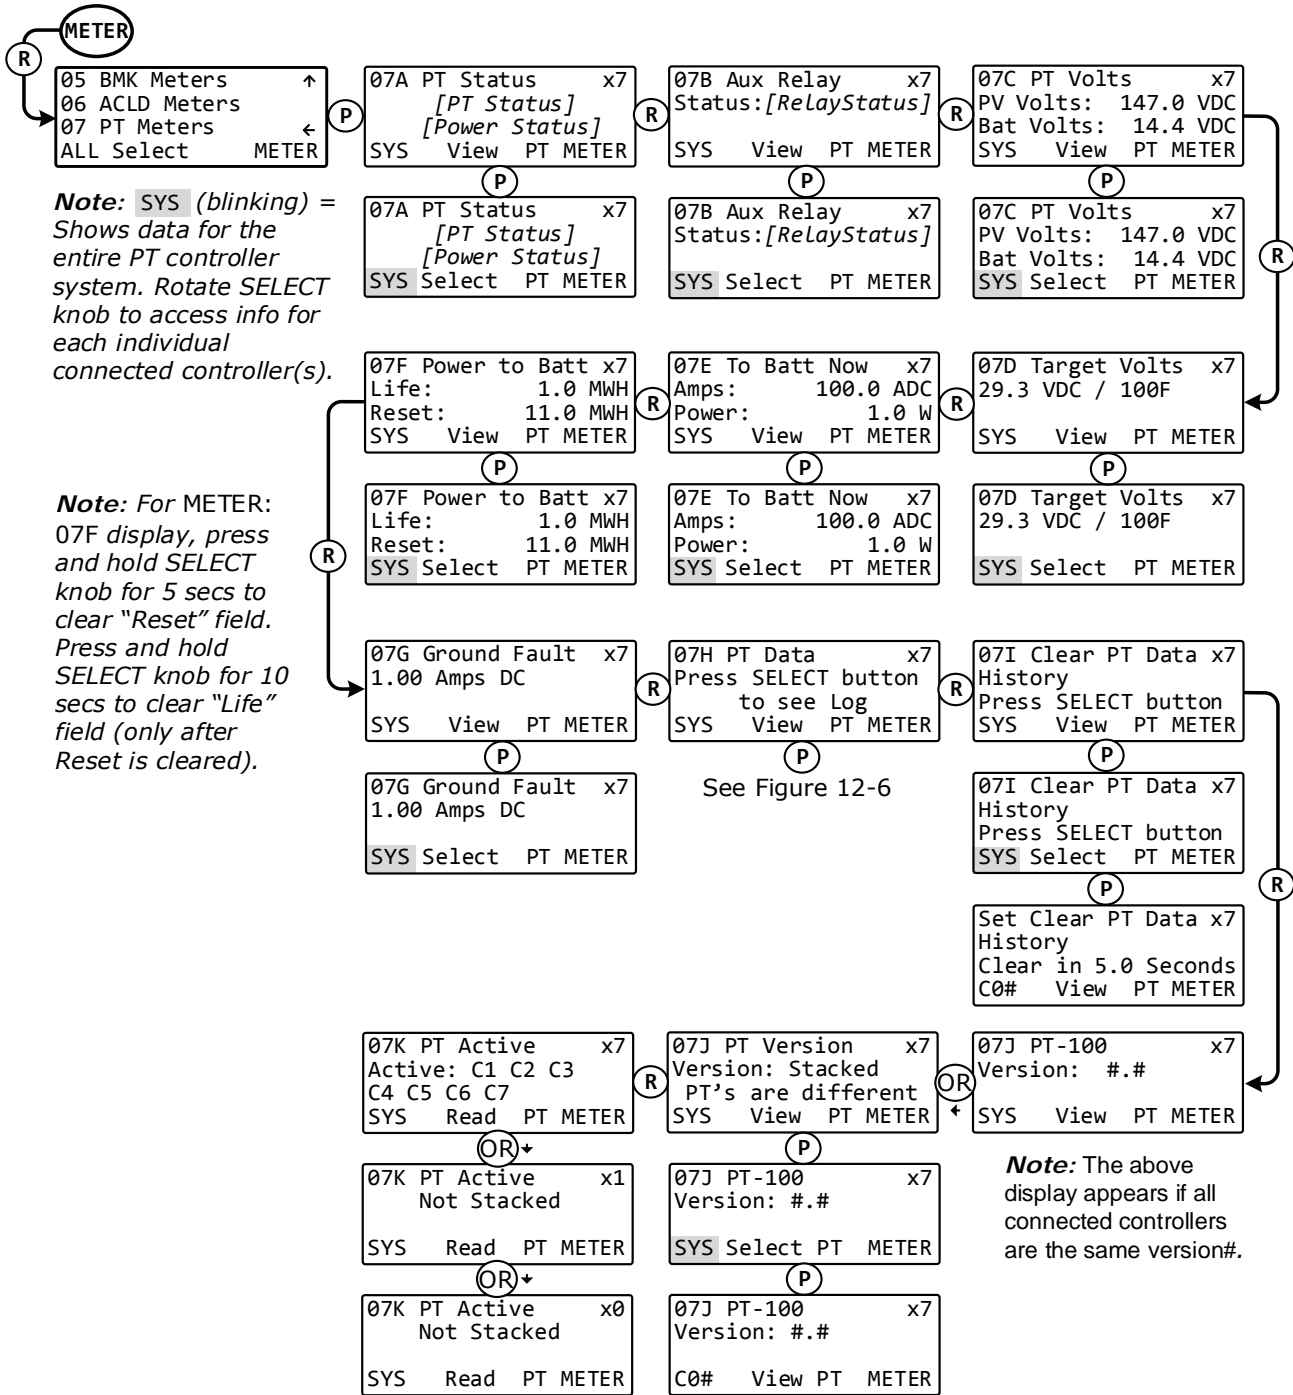 METER
R
05 BMK Meters ↑
06 ACLD Meters
07 PT Meters ←
ALL Select METER
P
07A PT Status x7
[PT Status]
[Power Status]
SYS View PT METER
R
07B Aux Relay x7
Status:[RelayStatus]
SYS View PT METER
R
07C PT Volts x7
PV Volts: 147.0 VDC
Bat Volts: 14.4 VDC
SYS View PT METER
P
P
P
Note: SYS (blinking) =
Shows data for the
entire PT controller
system. Rotate SELECT
knob to access info for
each individual
connected controller(s).
07A PT Status x7
[PT Status]
[Power Status]
SYS Select PT METER
07B Aux Relay x7
Status:[RelayStatus]
SYS Select PT METER
07C PT Volts x7
PV Volts: 147.0 VDC
Bat Volts: 14.4 VDC
SYS Select PT METER
R
07F Power to Batt x7
Life: 1.0 MWH
Reset: 11.0 MWH
SYS View PT METER
R
07E To Batt Now x7
Amps: 100.0 ADC
Power: 1.0 W
SYS View PT METER
R
07D Target Volts x7
29.3 VDC / 100F
SYS View PT METER
P
P
P
07F Power to Batt x7
Life: 1.0 MWH
Reset: 11.0 MWH
SYS Select PT METER
07E To Batt Now x7
Amps: 100.0 ADC
Power: 1.0 W
SYS Select PT METER
07D Target Volts x7
29.3 VDC / 100F
SYS Select PT METER
Note: For METER:
07F display, press
and hold SELECT
knob for 5 secs to
clear “Reset” field.
Press and hold
SELECT knob for 10
secs to clear “Life”
field (only after
Reset is cleared).
R
07G Ground Fault x7
1.00 Amps DC
SYS View PT METER
R
07H PT Data x7
Press SELECT button
to see Log
SYS View PT METER
R
07I Clear PT Data x7
History
Press SELECT button
SYS View PT METER
P
P
P
07G Ground Fault x7
1.00 Amps DC
SYS Select PT METER
See Figure 12-6
07I Clear PT Data x7
History
Press SELECT button
SYS Select PT METER
P
R
Set Clear PT Data x7
History
Clear in 5.0 Seconds
C0# View PT METER
07K PT Active x7
Active: C1 C2 C3
C4 C5 C6 C7
SYS Read PT METER
R
07J PT Version x7
Version: Stacked
PT’s are different
SYS View PT METER
OR
←
07J PT-100 x7
Version: #.#
SYS View PT METER
OR ↓
P
07K PT Active x1
Not Stacked
SYS Read PT METER
07J PT-100 x7
Version: #.#
SYS Select PT METER
Note: The above
display appears if all
connected controllers
are the same version#.
OR ↓
P
07K PT Active x0
Not Stacked
SYS Read PT METER
07J PT-100 x7
Version: #.#
C0# View PT METER